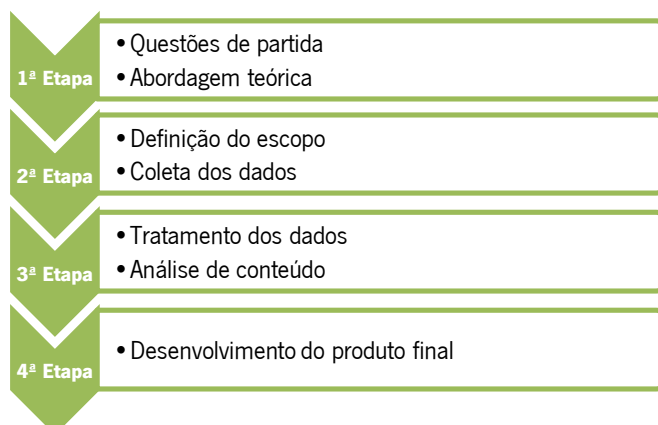 1ª Etapa
• Questões de partida
• Abordagem teórica
2ª Etapa
• Definição do escopo
• Coleta dos dados
3ª Etapa
• Tratamento dos dados
• Análise de conteúdo
4ª Etapa
• Desenvolvimento do produto final